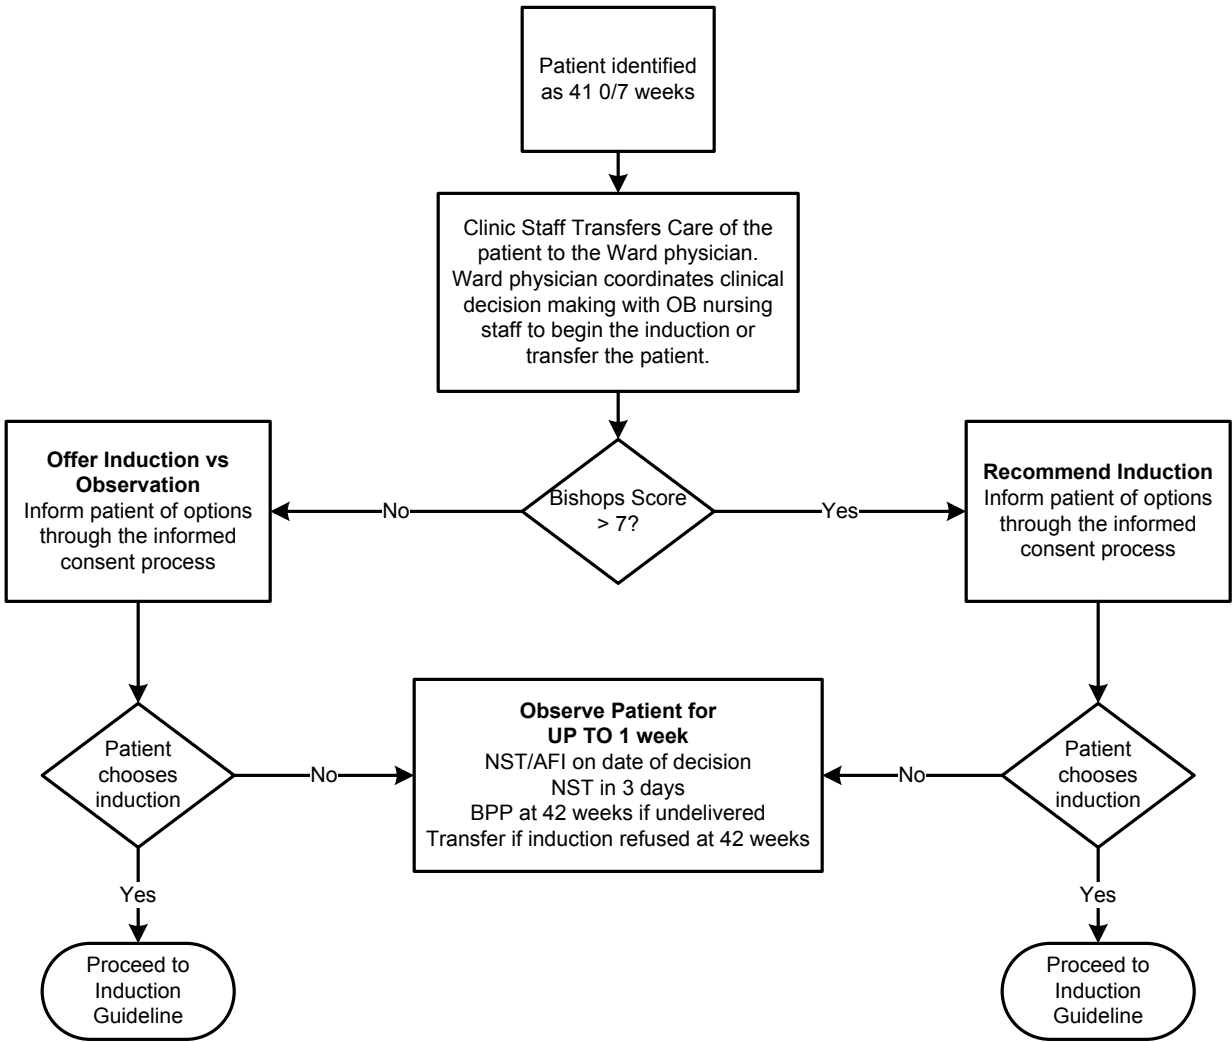 Patient identified
as 41 0/7 weeks
Clinic Staff Transfers Care of the
patient to the Ward physician.
Ward physician coordinates clinical
decision making with OB nursing
staff to begin the induction or
transfer the patient.
Bishops Score
> 7?
No
Yes
Offer Induction vs
Observation
Inform patient of options
through the informed
consent process
Recommend Induction
Inform patient of options
through the informed
consent process
Patient
chooses
induction
No
Observe Patient for
UP TO 1 week
NST/AFI on date of decision
NST in 3 days
BPP at 42 weeks if undelivered
Transfer if induction refused at 42 weeks
No
Patient
chooses
induction
Yes
Yes
Proceed to
Induction
Guideline
Proceed to
Induction
Guideline